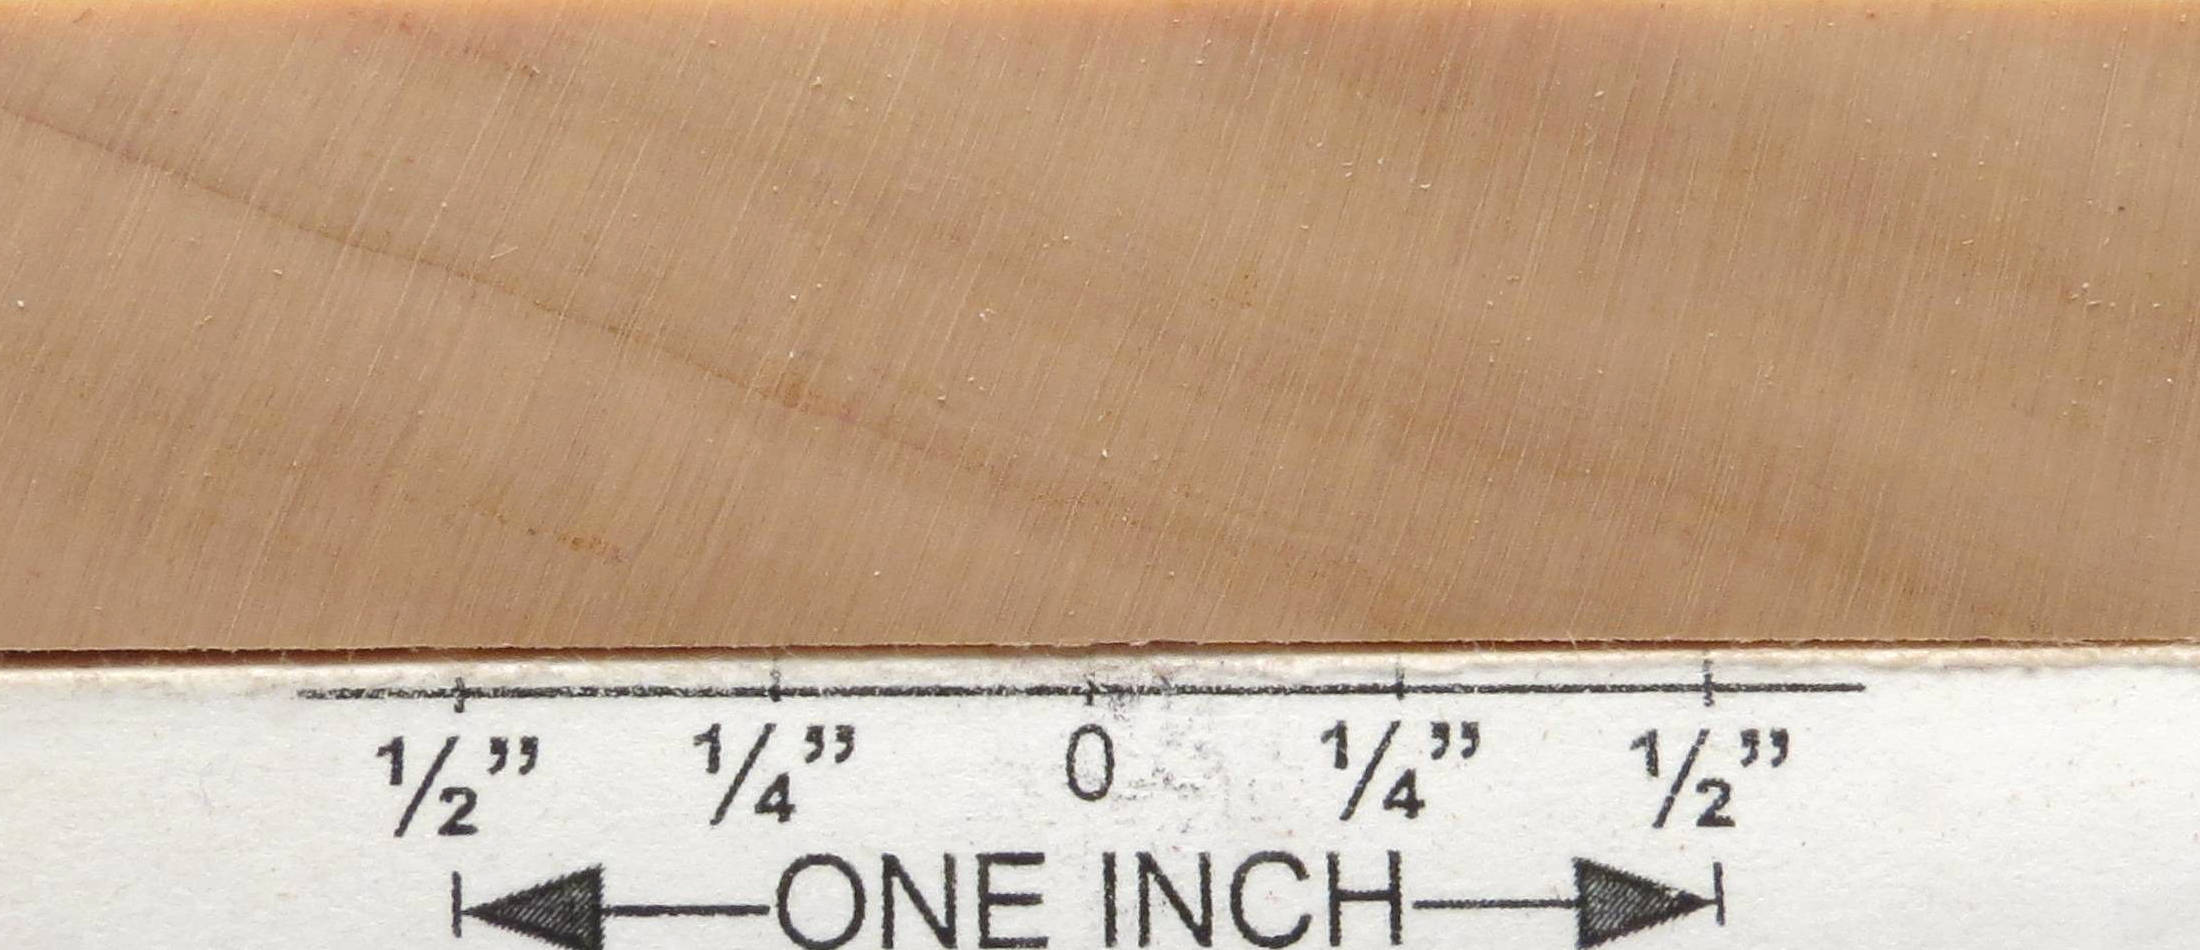 1/2” 1/4” 0 1/4” 1/2”
ONE INCH